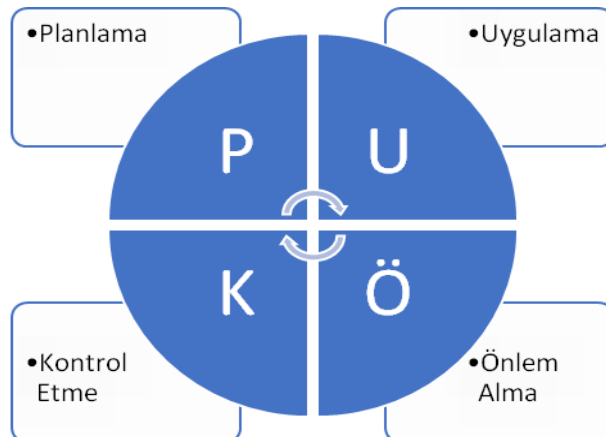 •Planlama
•Uygulama
P
U
K
Ö
•Kontrol
Etme
•Önlem
Alma